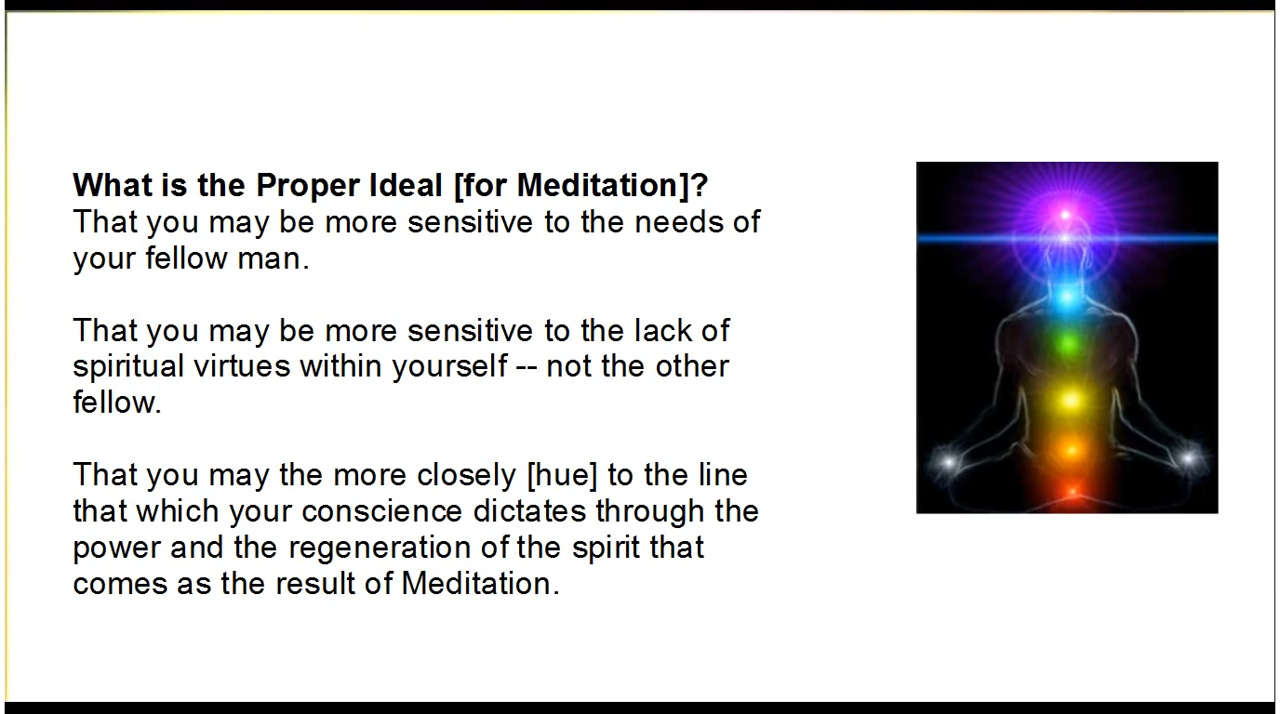 What is the Proper Ideal [for Meditation]?
That you may be more sensitive to the needs of
your fellow man.
That you may be more sensitive to the lack of
spiritual virtues within yourself -- not the other
fellow.
That you may the more closely [hue] to the line
that which your conscience dictates through the
power and the regeneration of the spirit that
comes as the result of Meditation.